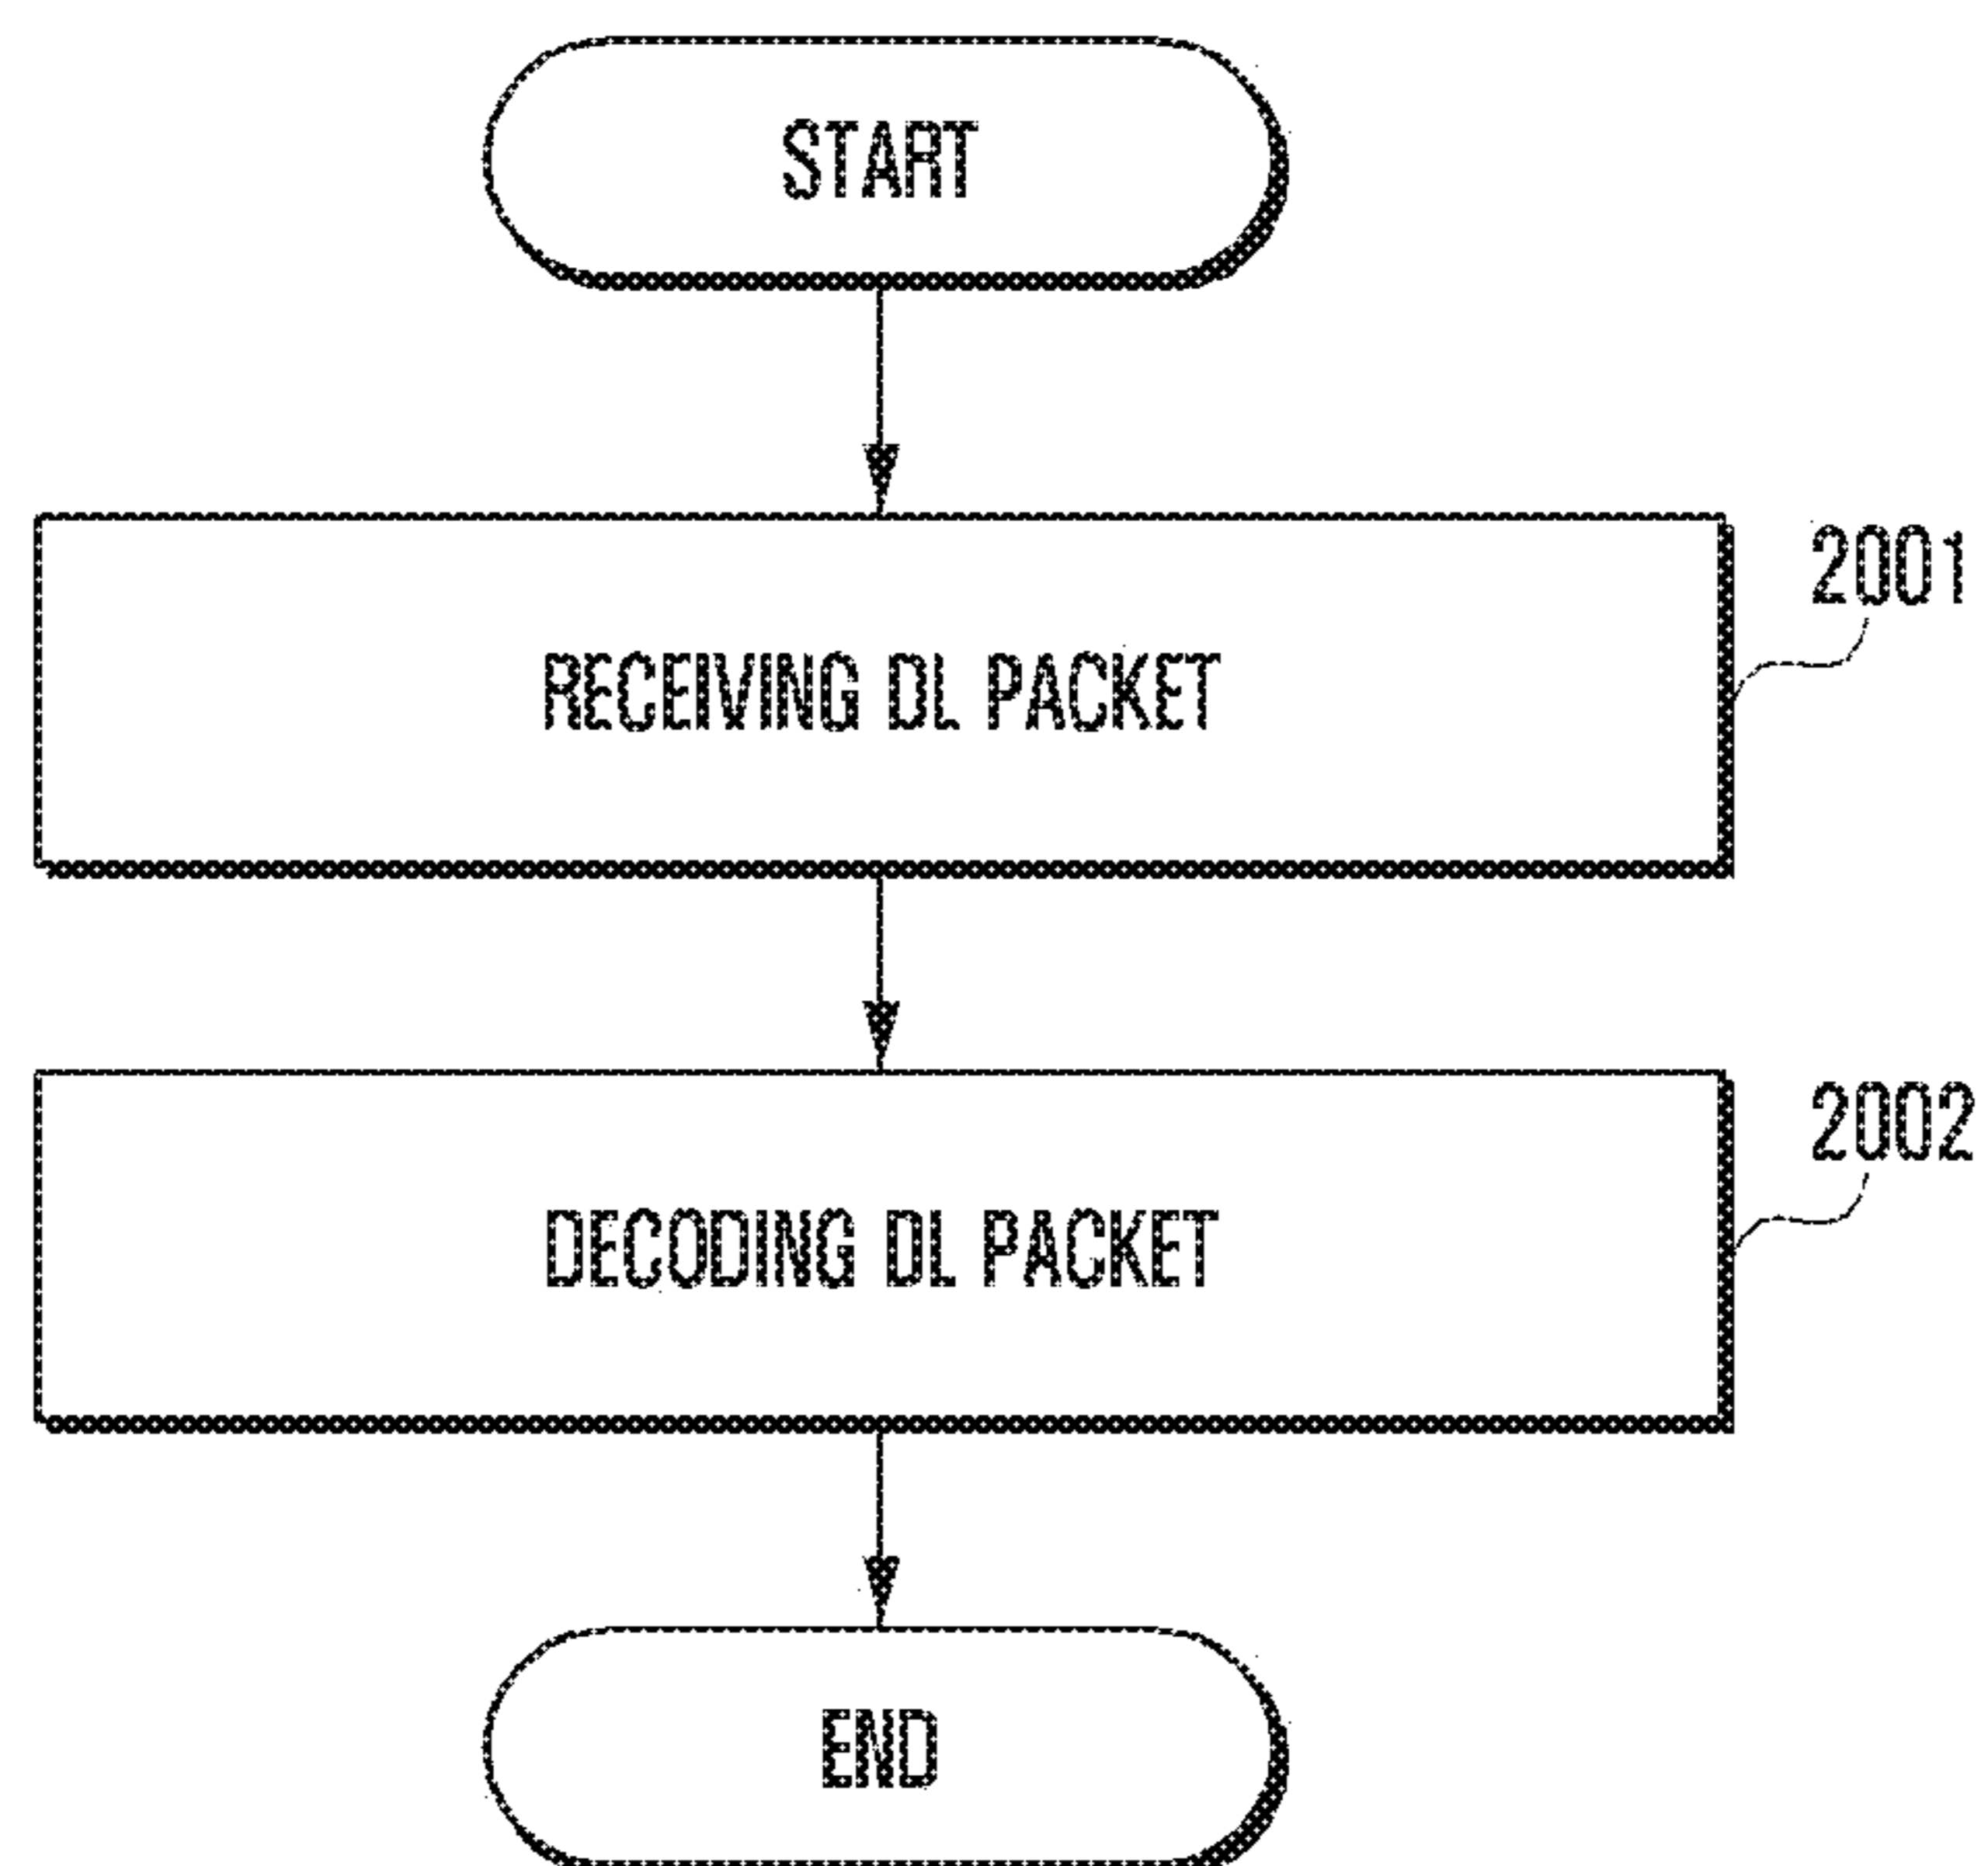 START
2001
RECEIVING DL PACKET
2002
DECODING DL PACKET
END